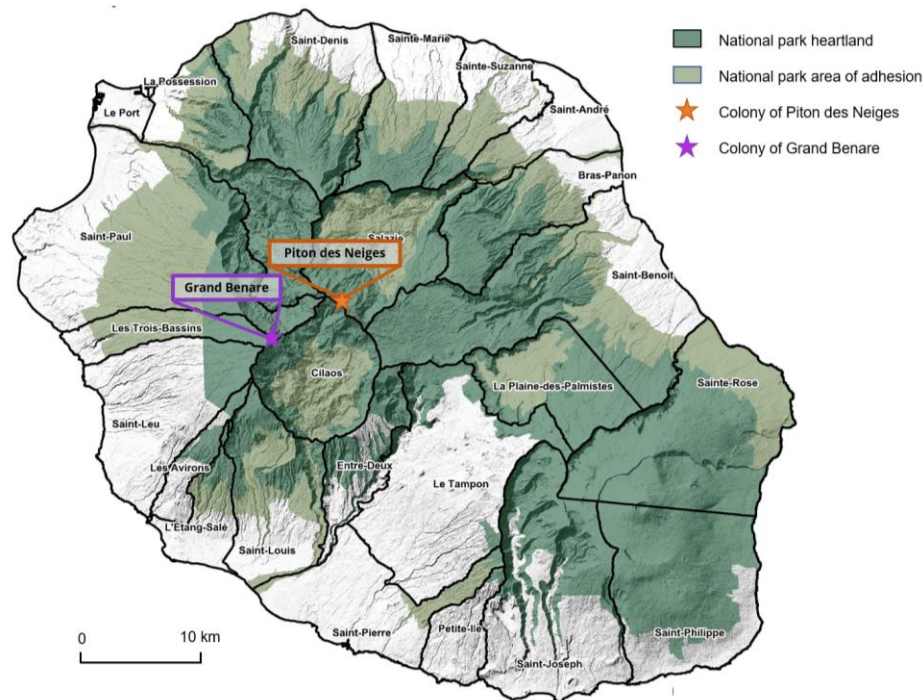 Saint-Denis
Sainte-Marie
Sainte-Suzanne
La Possession
Le Port
Saint-André
Bras-Panon
Saint-Paul
Salazie
Piton des Neiges
Grand Benare
Saint-Benoit
Les Trois-Bassins
Cilaos
La Plaine-des-Palmistes
Sainte-Rose
Saint-Leu
Les Avirons
Entre-Deux
Le Tampon
L'Étang-Salé
Saint-Louis
Saint-Pierre
Petite-Ile
Saint-Joseph
Saint-Philippe
0 10 km
National park heartland
National park area of adhesion
Colony of Piton des Neiges
Colony of Grand Benare